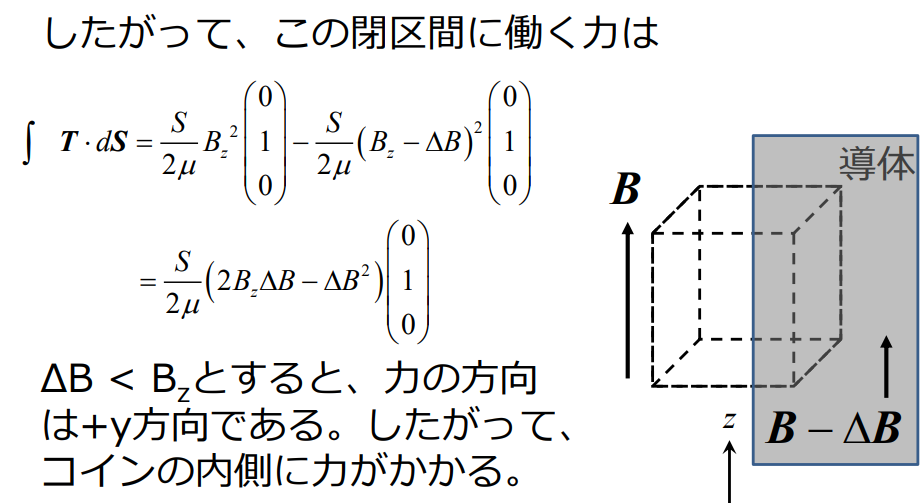 したがって、この閉区間に働く力は
∫ T · dS = S/2μ B_z² (0 1 0) − S/2μ (B_z − ΔB)² (0 1 0)
= S/2μ (2B_zΔB − ΔB²) (0 1 0)
ΔB < B_zとすると、力の方向
は+y方向である。したがって、
コインの内側に力がかかる。
導体
B
B − ΔB
z